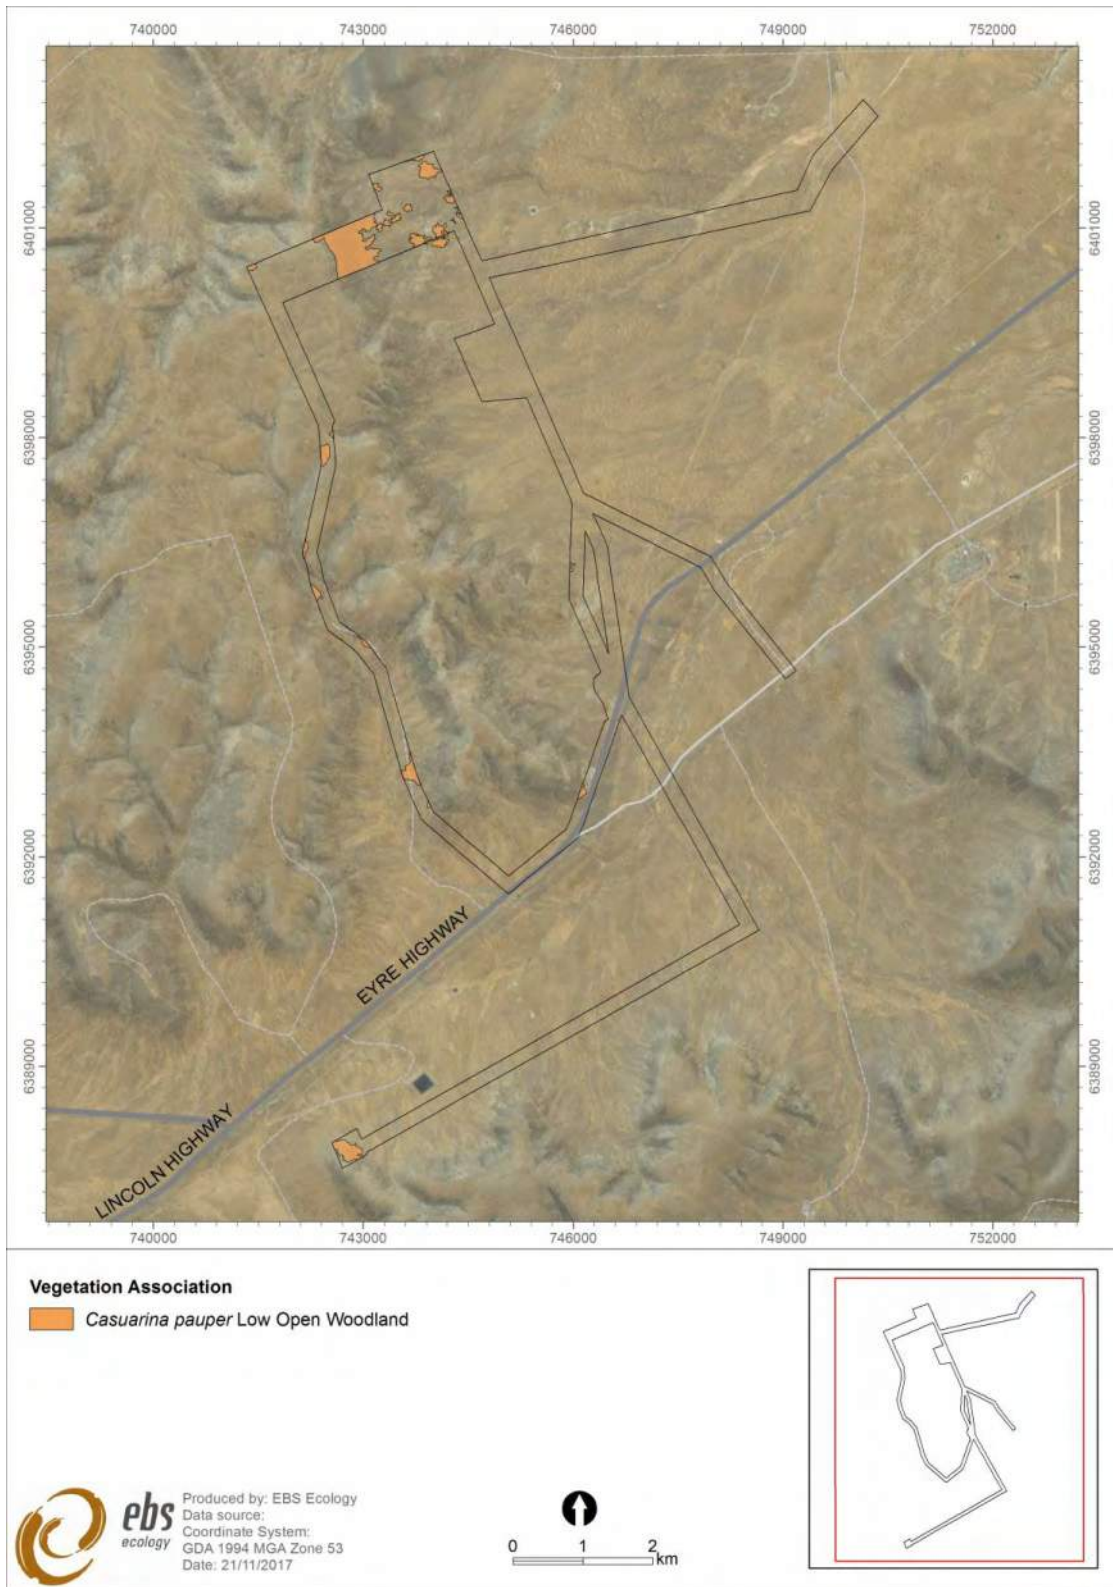 740000 743000 746000 749000 752000
6401000 6401000
6398000 6398000
6395000 6395000
6392000 6392000
EYRE HIGHWAY
6389000 6389000
LINCOLN HIGHWAY
740000 743000 746000 749000 752000
Vegetation Association
Casuarina pauper Low Open Woodland
ebs
ecology
Produced by: EBS Ecology
Data source:
Coordinate System:
GDA 1994 MGA Zone 53
Date: 21/11/2017
0 1 2
km